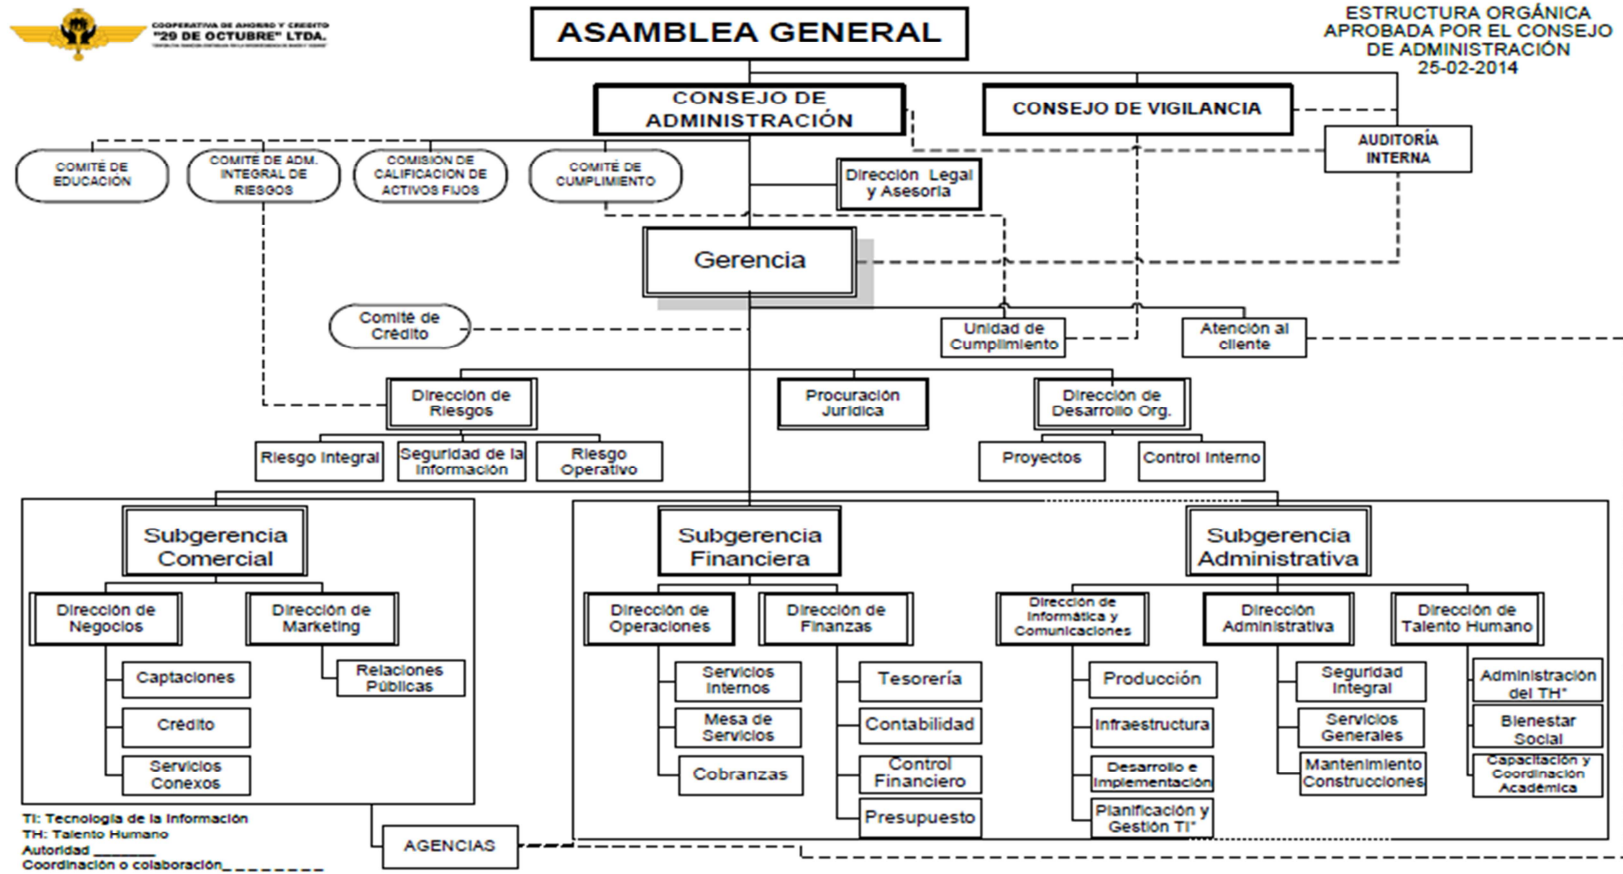 COOPERATIVA DE AHORRO Y CREDITO
"29 DE OCTUBRE" LTDA.
ASAMBLEA GENERAL
ESTRUCTURA ORGÁNICA
APROBADA POR EL CONSEJO
DE ADMINISTRACIÓN
25-02-2014
CONSEJO DE
ADMINISTRACIÓN
CONSEJO DE VIGILANCIA
AUDITORÍA
INTERNA
COMITÉ DE
EDUCACIÓN
COMITÉ DE ADM.
INTEGRAL DE
RIESGOS
COMISIÓN DE
CALIFICACIÓN DE
ACTIVOS FIJOS
COMITÉ DE
CUMPLIMIENTO
Dirección Legal
y Asesoría
Gerencia
Comité de
Crédito
Unidad de
Cumplimiento
Atención al
cliente
Dirección de
Riesgos
Procuración
Jurídica
Dirección de
Desarrollo Org.
Riesgo Integral
Seguridad de la
Información
Riesgo
Operativo
Proyectos
Control Interno
Subgerencia
Comercial
Subgerencia
Financiera
Subgerencia
Administrativa
Dirección de
Negocios
Dirección de
Marketing
Dirección de
Operaciones
Dirección de
Finanzas
Dirección de
Informática y
Comunicaciones
Dirección
Administrativa
Dirección de
Talento Humano
Captaciones
Crédito
Servicios
Conexos
Relaciones
Públicas
Servicios
Internos
Mesa de
Servicios
Cobranzas
Tesorería
Contabilidad
Control
Financiero
Presupuesto
Producción
Infraestructura
Desarrollo e
Implementación
Planificación y
Gestión TI*
Seguridad
Integral
Servicios
Generales
Mantenimiento
Construcciones
Administración
del TH*
Bienestar
Social
Capacitación y
Coordinación
Académica
AGENCIAS
TI: Tecnología de la Información
TH: Talento Humano
Autoridad _______
Coordinación o colaboración_ _ _ _ _ _ _ _